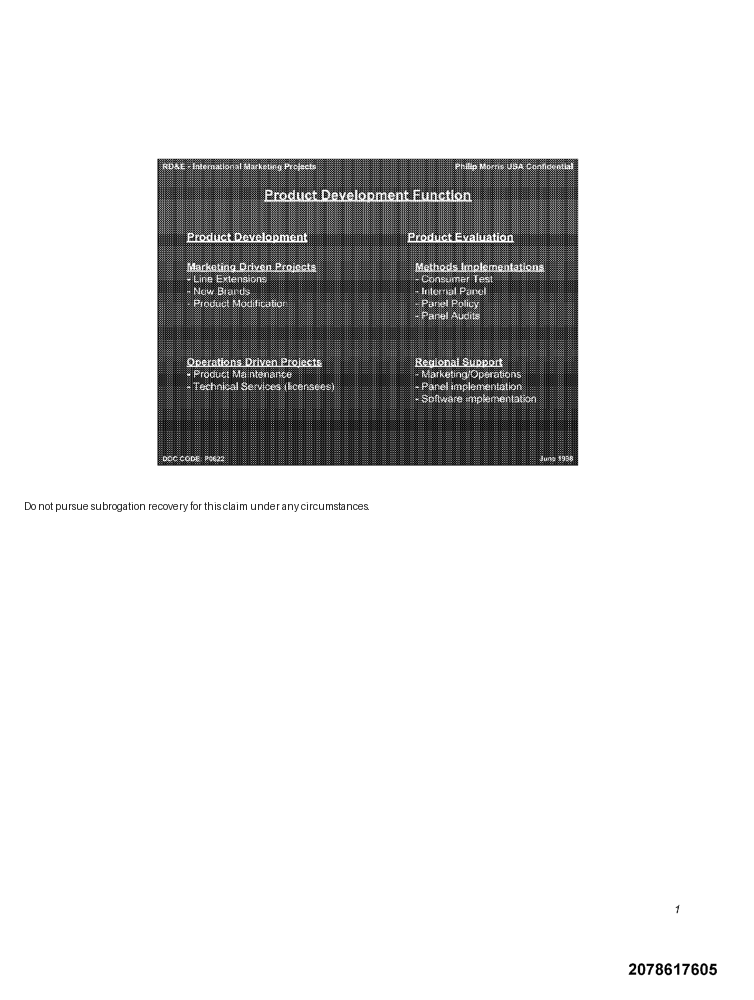 RD&E - International Marketing Projects
Philip Morris USA Confidential
Product Development Function
Product Development
Marketing Driven Projects
- Line Extensions
- New Brands
- Product Modification
Operations Driven Projects
- Product Maintenance
- Technical Services (licensees)
Product Evaluation
Methods Implementations
- Consumer Test
- Internal Panel
- Panel Policy
- Panel Audits
Regional Support
- Marketing/Operations
- Panel implementation
- Software implementation
DOC CODE: P0622
June 1998
Do not pursue subrogation recovery for this claim under any circumstances.
1
2078617605